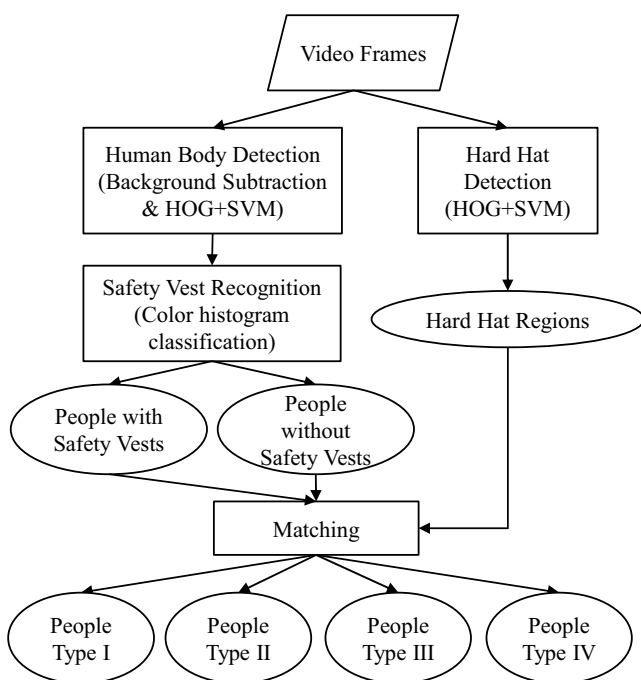 Video Frames
Human Body Detection
(Background Subtraction
& HOG+SVM)
Hard Hat
Detection
(HOG+SVM)
Safety Vest Recognition
(Color histogram
classification)
Hard Hat Regions
People with
Safety Vests
People
without
Safety Vests
Matching
People
Type I
People
Type II
People
Type III
People
Type IV